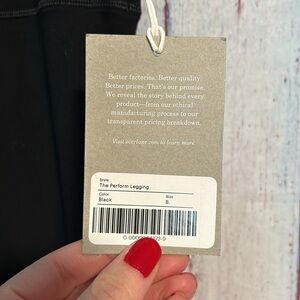 Better factories. Better quality.
Better prices. That's our promise.
We reveal the story behind every
product—from our ethical
manufacturing process to our
transparent pricing breakdown.
Visit everlane.com to learn more
Style
The Perform Legging
Color
Black
Size